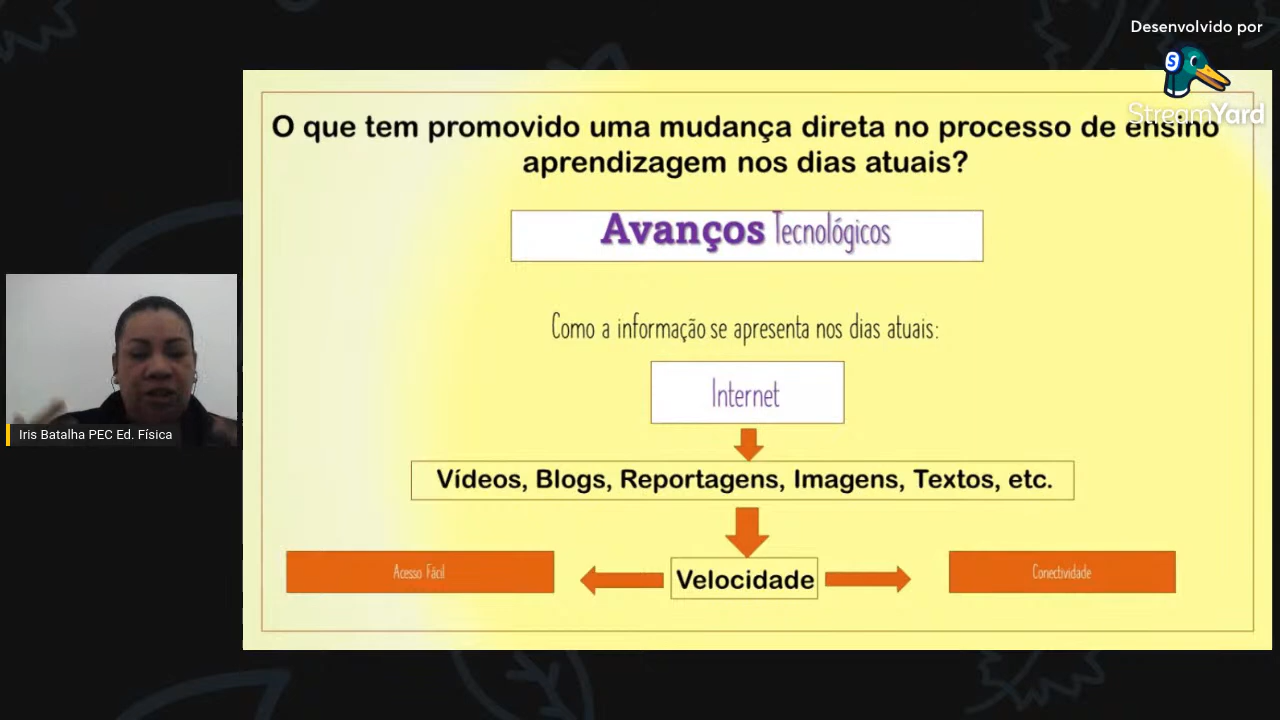 Desenvolvido por
StreamYard
O que tem promovido uma mudança direta no processo de ensino
aprendizagem nos dias atuais?
Avanços Tecnológicos
Como a informação se apresenta nos dias atuais:
Internet
Vídeos, Blogs, Reportagens, Imagens, Textos, etc.
Acesso Fácil
Velocidade
Conectividade
Iris Batalha PEC Ed. Física